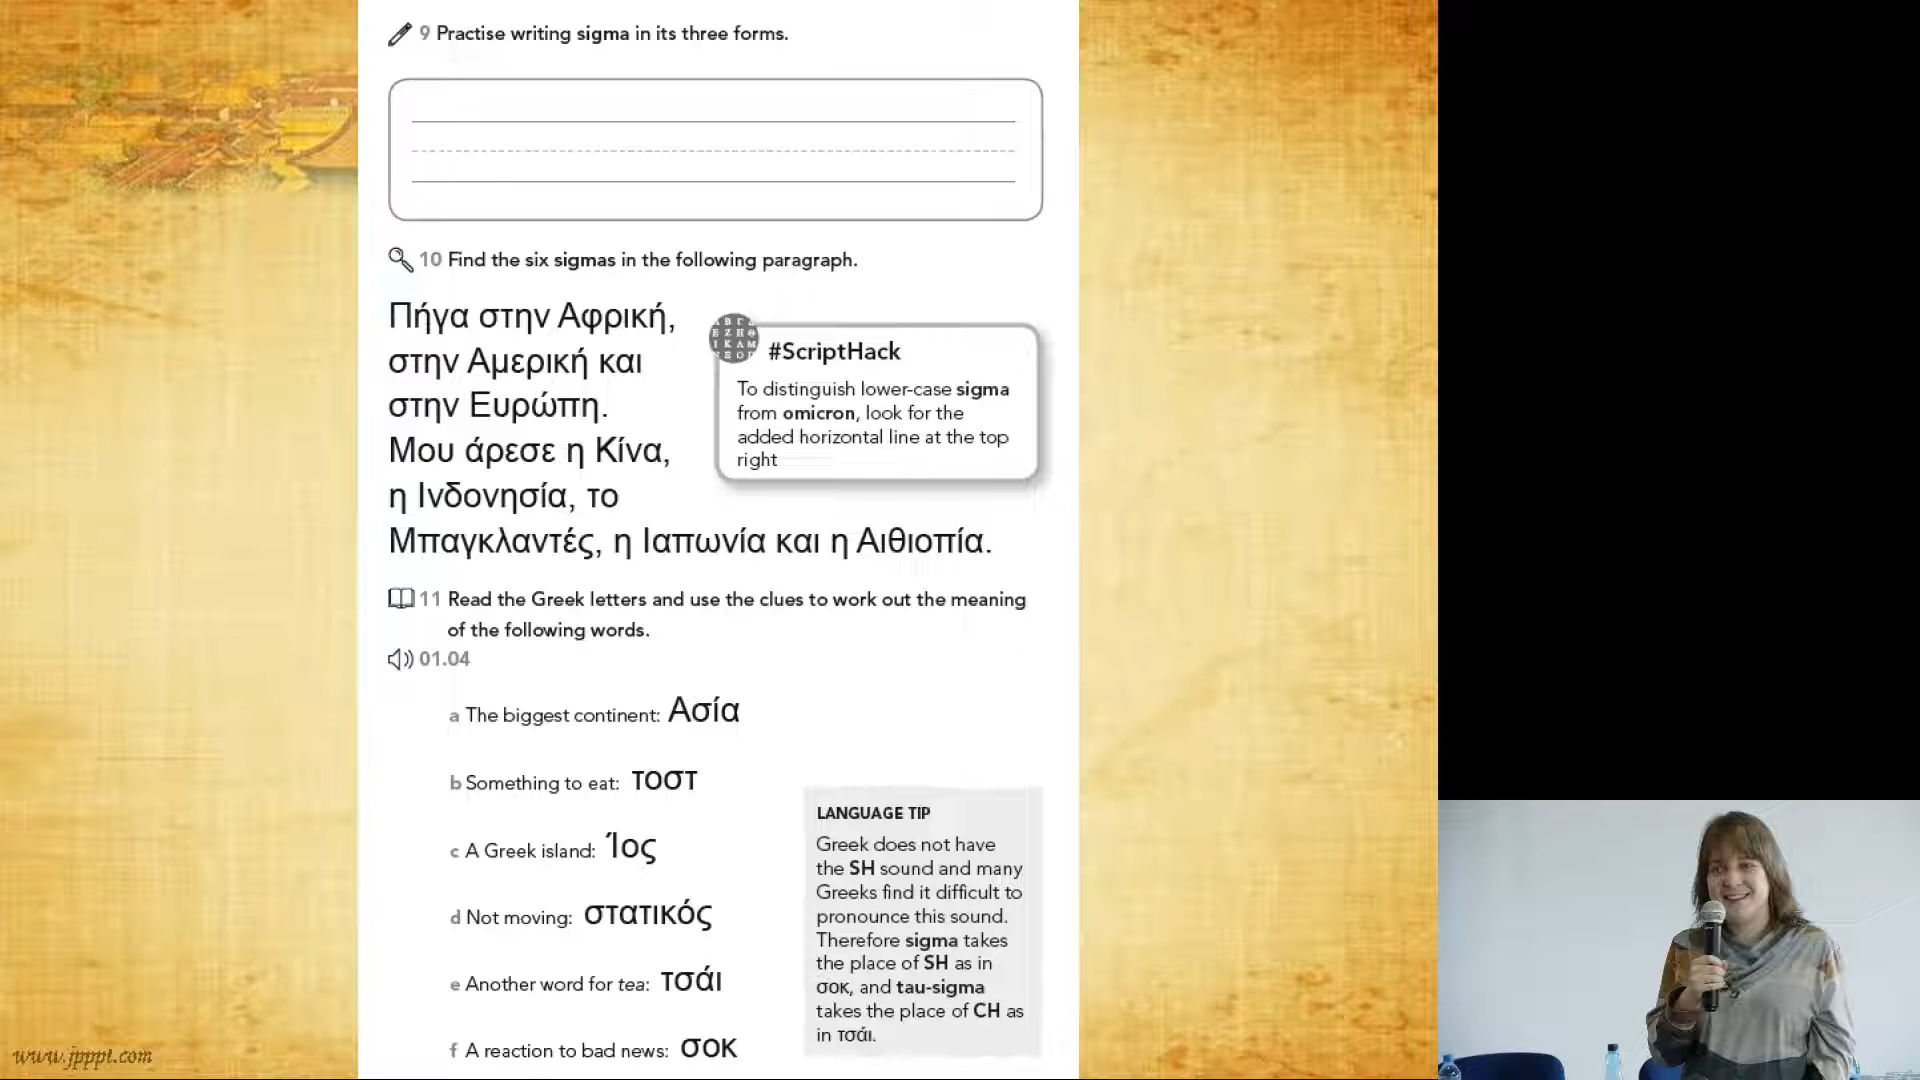 9 Practise writing sigma in its three forms.
10 Find the six sigmas in the following paragraph.
Πήγα στην Αφρική,
στην Αμερική και
στην Ευρώπη.
Μου άρεσε η Κίνα,
η Ινδονησία, το
Μπαγκλαντές, η Ιαπωνία και η Αιθιοπία.
#ScriptHack
To distinguish lower-case sigma
from omicron, look for the
added horizontal line at the top
right
11 Read the Greek letters and use the clues to work out the meaning
of the following words.
01.04
a The biggest continent: Ασία
b Something to eat: τοστ
c A Greek island: Ίος
d Not moving: στατικός
e Another word for tea: τσάι
f A reaction to bad news: σοκ
LANGUAGE TIP
Greek does not have
the SH sound and many
Greeks find it difficult to
pronounce this sound.
Therefore sigma takes
the place of SH as in
σοκ, and tau-sigma
takes the place of CH as
in τσάι.
www.jpppt.com